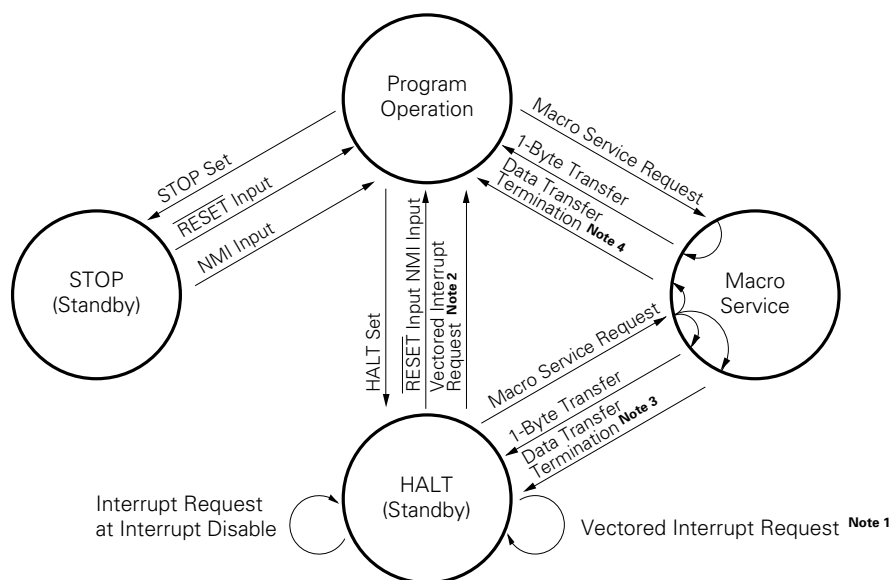 Program
Operation
STOP Set
RESET Input
NMI Input
STOP
(Standby)
Macro Service Request
1-Byte Transfer
Data Transfer
Termination Note 4
Macro
Service
HALT Set
RESET Input NMI Input
Vectored Interrupt
Request Note 2
Macro Service Request
1-Byte Transfer
Data Transfer
Termination Note 3
HALT
(Standby)
Interrupt Request
at Interrupt Disable
Vectored Interrupt Request Note 1